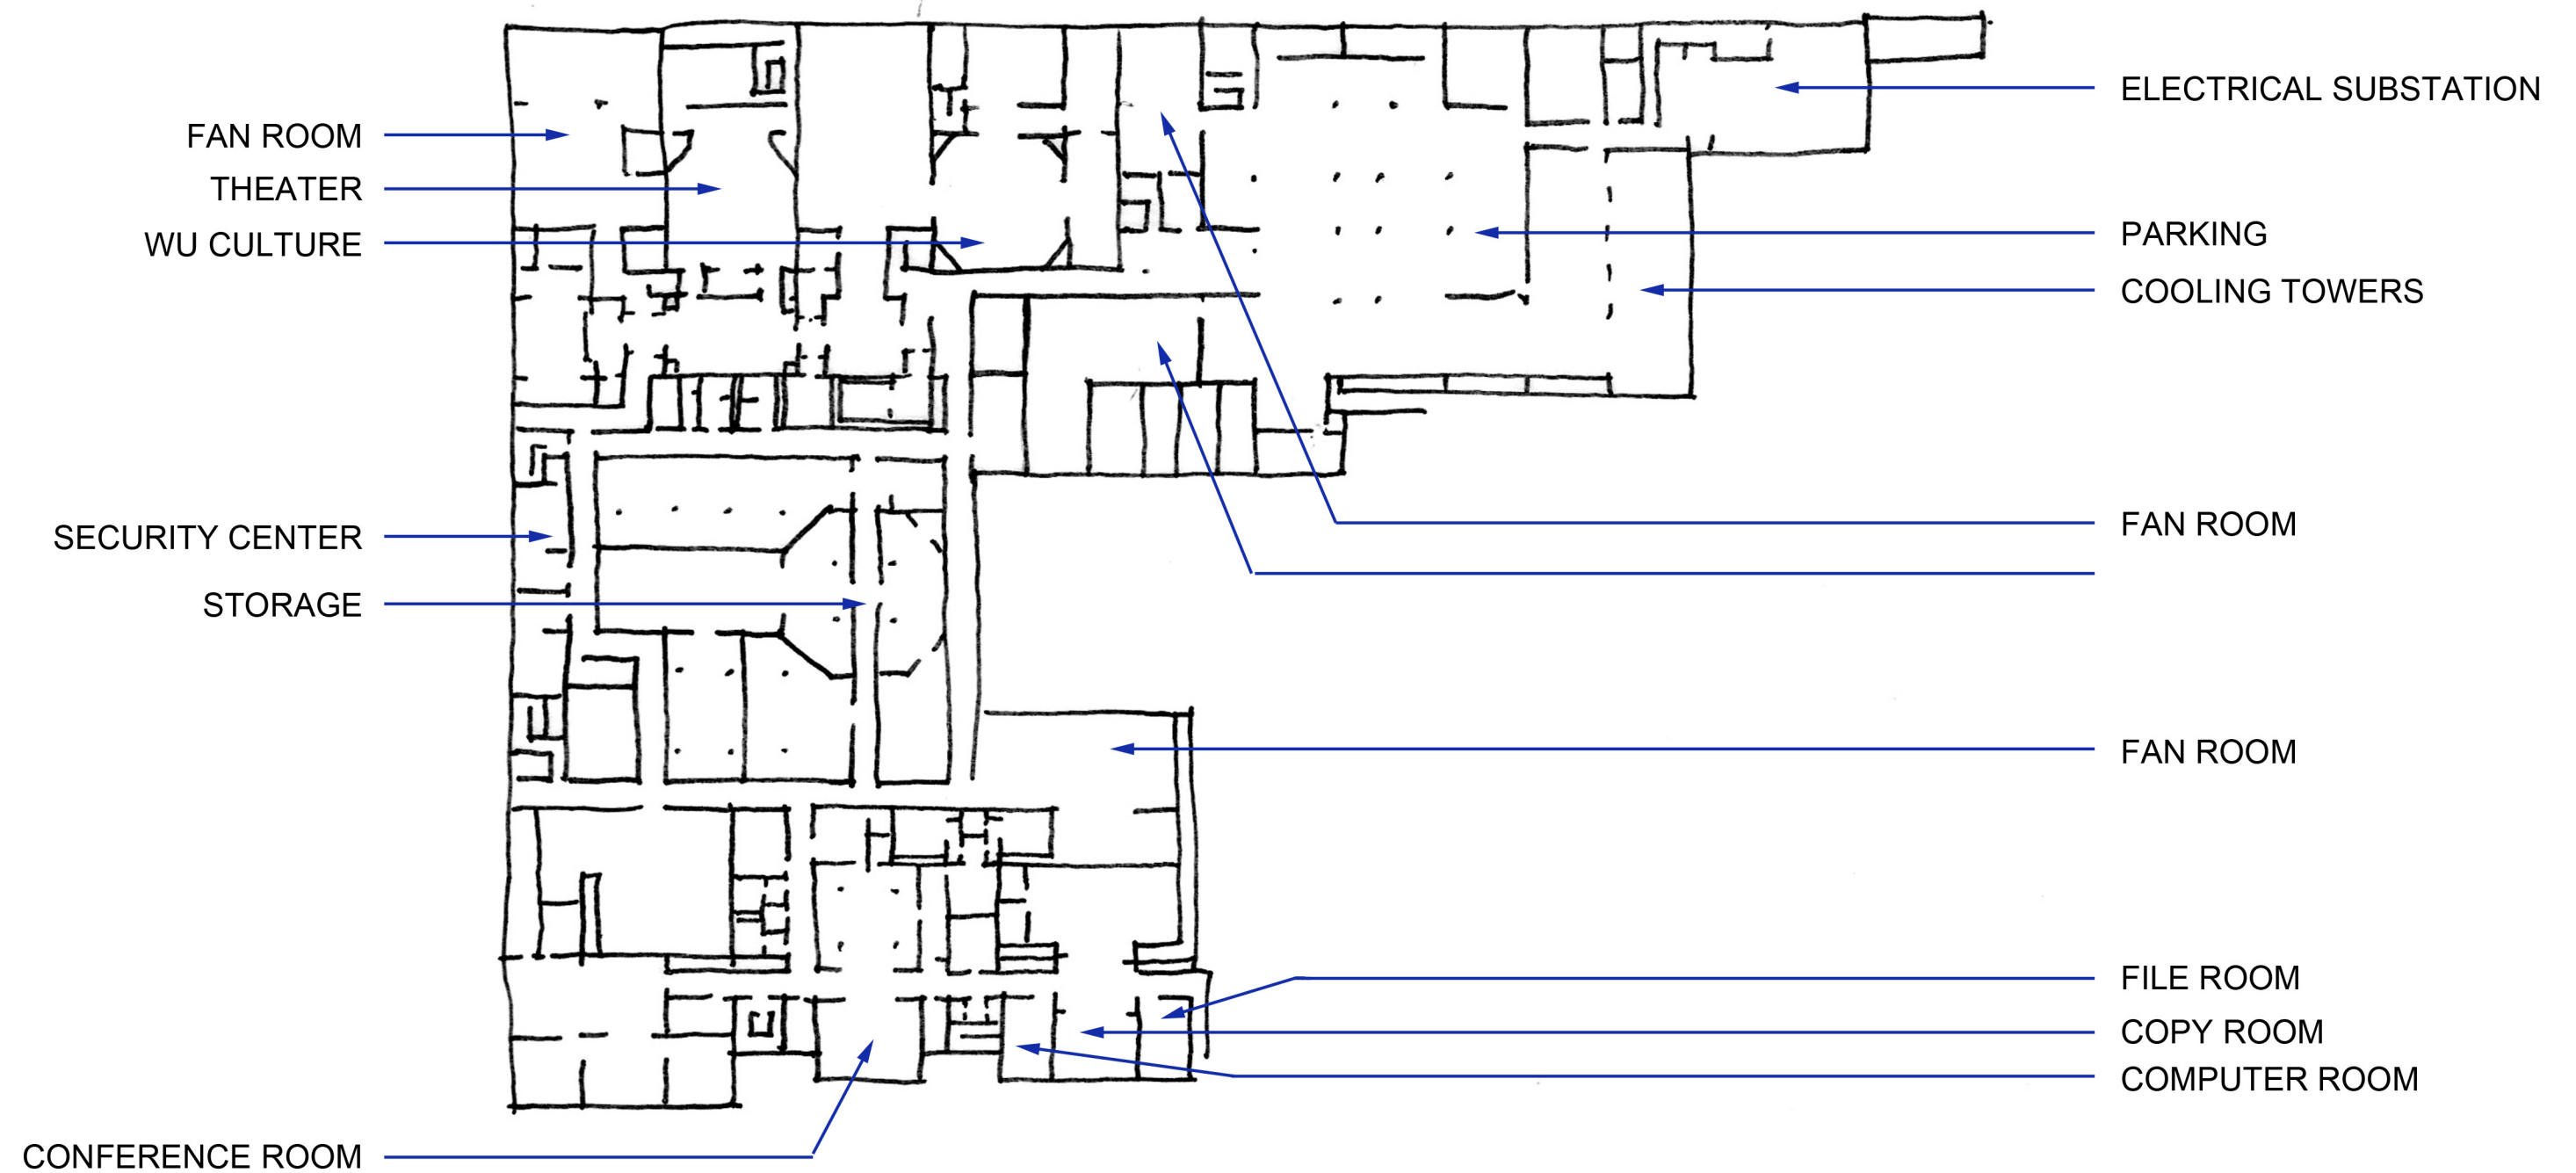 FAN ROOM
THEATER
WU CULTURE
SECURITY CENTER
STORAGE
CONFERENCE ROOM
ELECTRICAL SUBSTATION
PARKING
COOLING TOWERS
FAN ROOM
FAN ROOM
FILE ROOM
COPY ROOM
COMPUTER ROOM